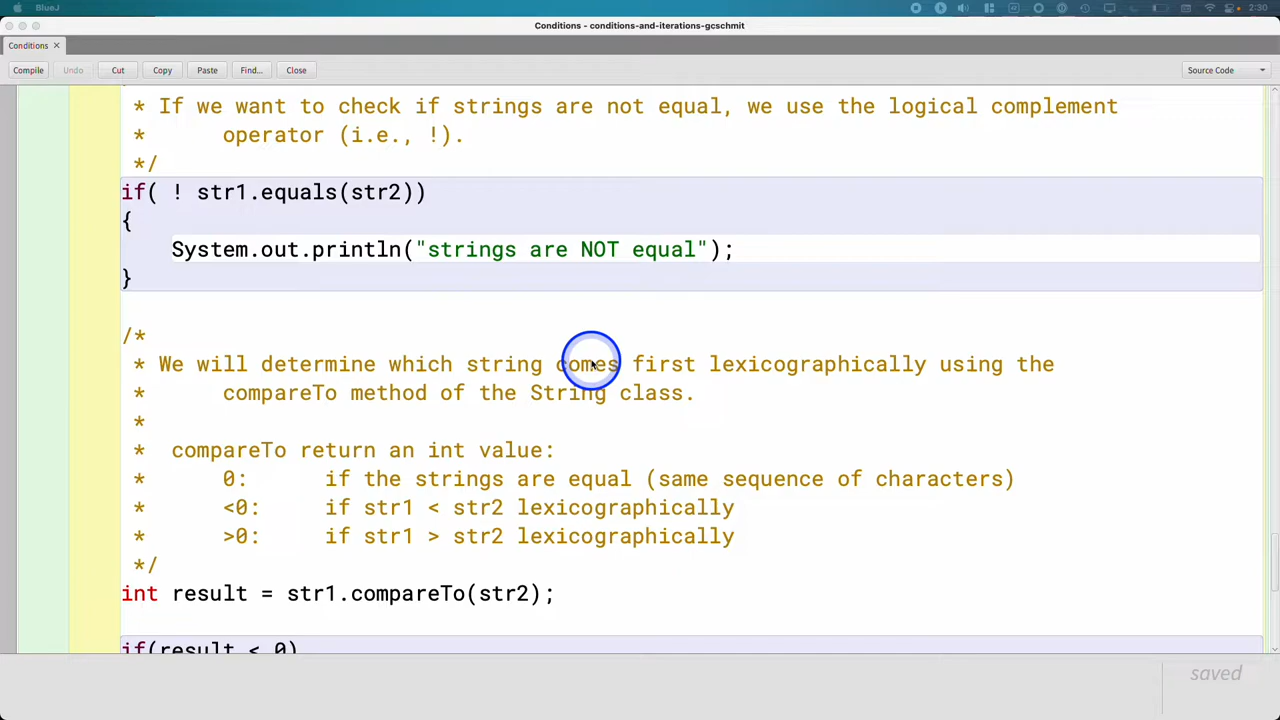 BlueJ
2:30
Conditions - conditions-and-iterations-gcschmit
Conditions
Compile
Undo
Cut
Copy
Paste
Find...
Close
Source Code
* If we want to check if strings are not equal, we use the logical complement
* operator (i.e., !).
*/
if( ! str1.equals(str2))
{
System.out.println("strings are NOT equal");
}
/*
* We will determine which string comes first lexicographically using the
* compareTo method of the String class.
*
* compareTo return an int value:
* 0: if the strings are equal (same sequence of characters)
* <0: if str1 < str2 lexicographically
* >0: if str1 > str2 lexicographically
*/
int result = str1.compareTo(str2);
if(result < 0)
saved